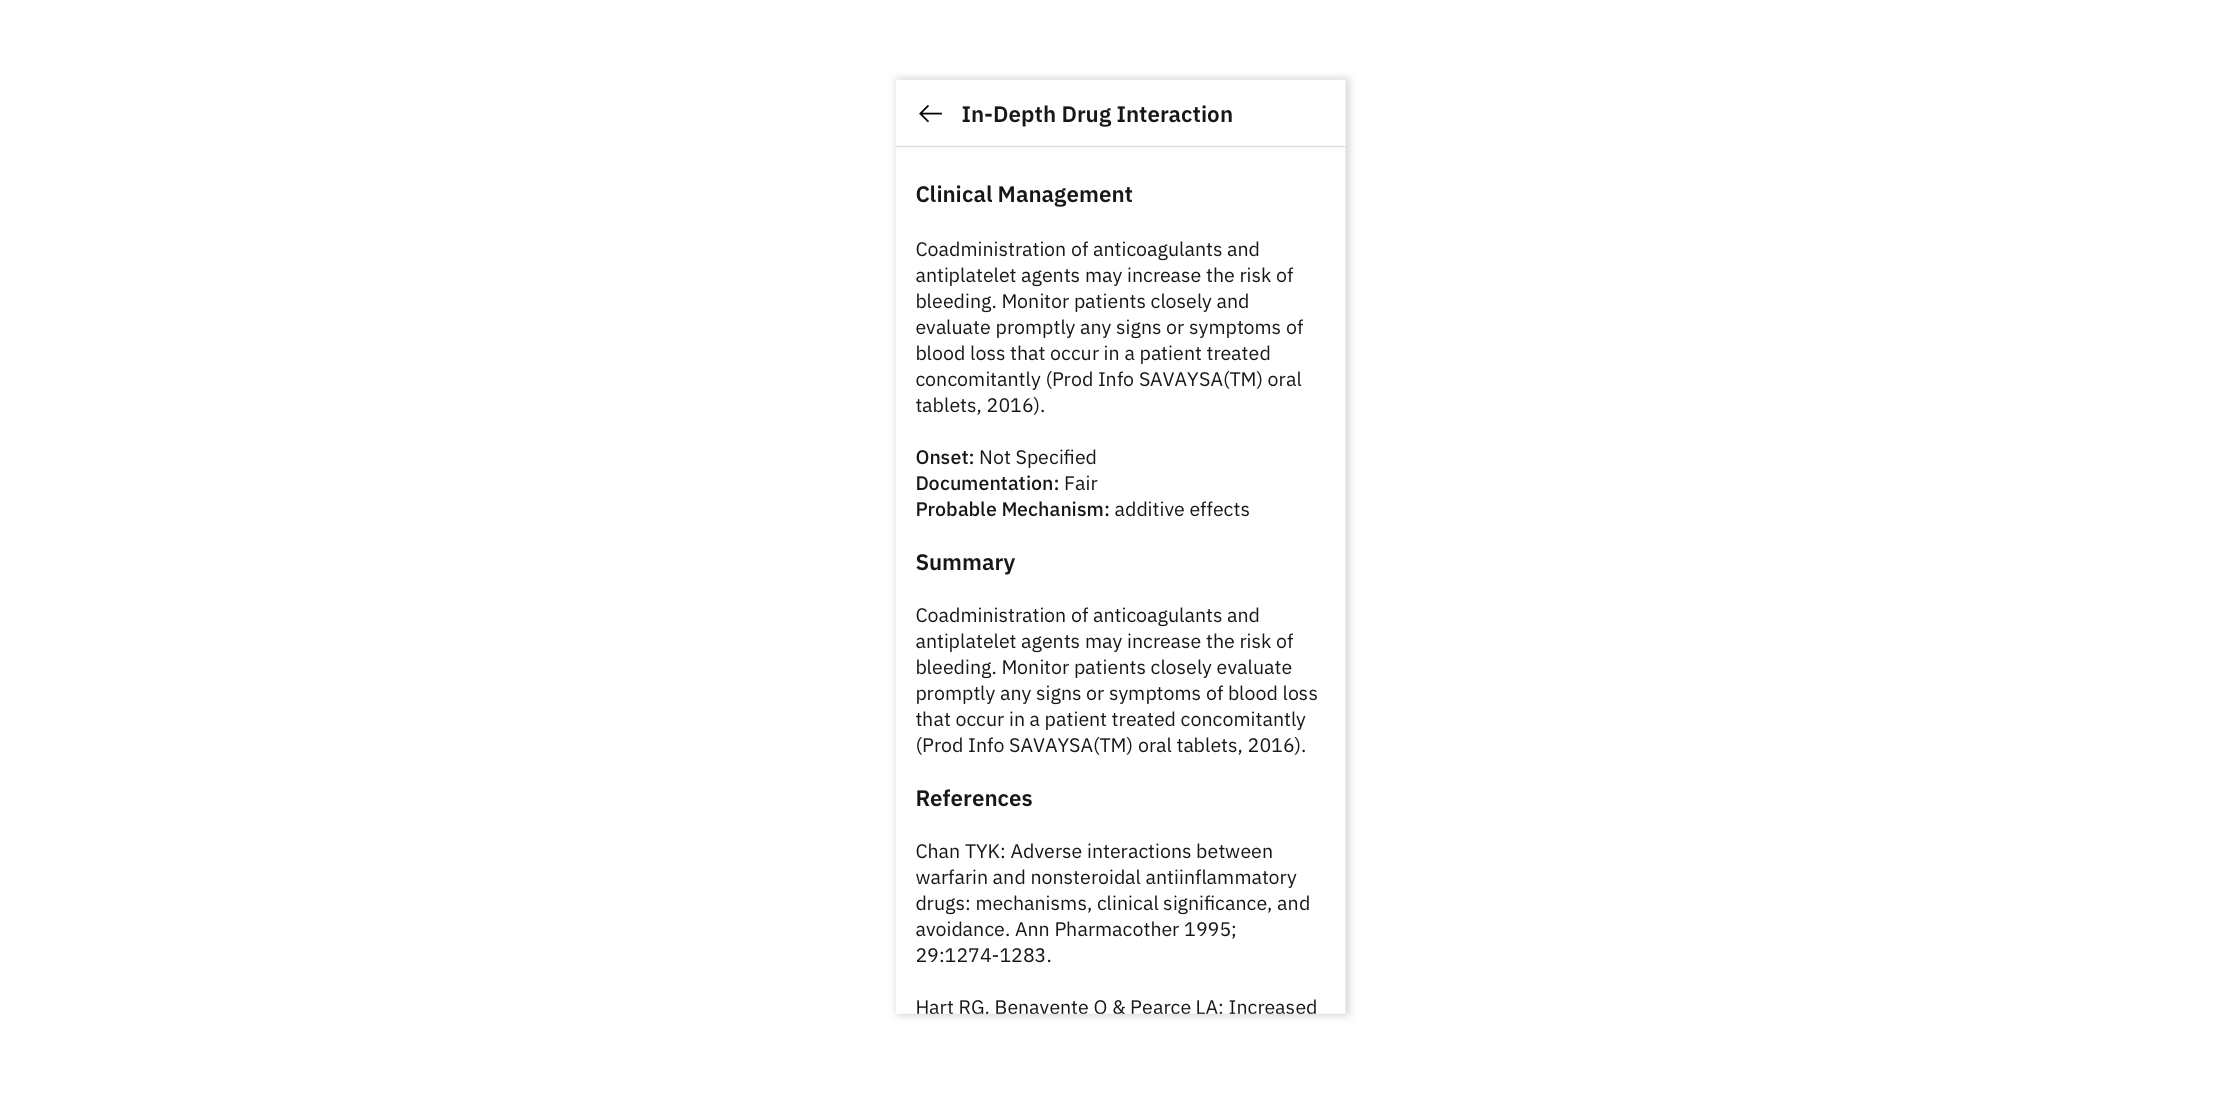 In-Depth Drug Interaction
Clinical Management
Coadministration of anticoagulants and
antiplatelet agents may increase the risk of
bleeding. Monitor patients closely and
evaluate promptly any signs or symptoms of
blood loss that occur in a patient treated
concomitantly (Prod Info SAVAYSA(TM) oral
tablets, 2016).
Onset: Not Specified
Documentation: Fair
Probable Mechanism: additive effects
Summary
Coadministration of anticoagulants and
antiplatelet agents may increase the risk of
bleeding. Monitor patients closely evaluate
promptly any signs or symptoms of blood loss
that occur in a patient treated concomitantly
(Prod Info SAVAYSA(TM) oral tablets, 2016).
References
Chan TYK: Adverse interactions between
warfarin and nonsteroidal antiinflammatory
drugs: mechanisms, clinical significance, and
avoidance. Ann Pharmacother 1995;
29:1274-1283.
Hart RG, Benavente O & Pearce LA: Increased